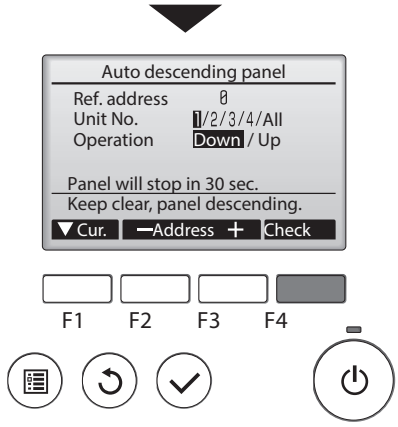 Auto descending panel
Ref. address 0
Unit No. 1/2/3/4/All
Operation Down / Up
Panel will stop in 30 sec.
Keep clear, panel descending.
▼ Cur. −Address + Check
F1 F2 F3 F4